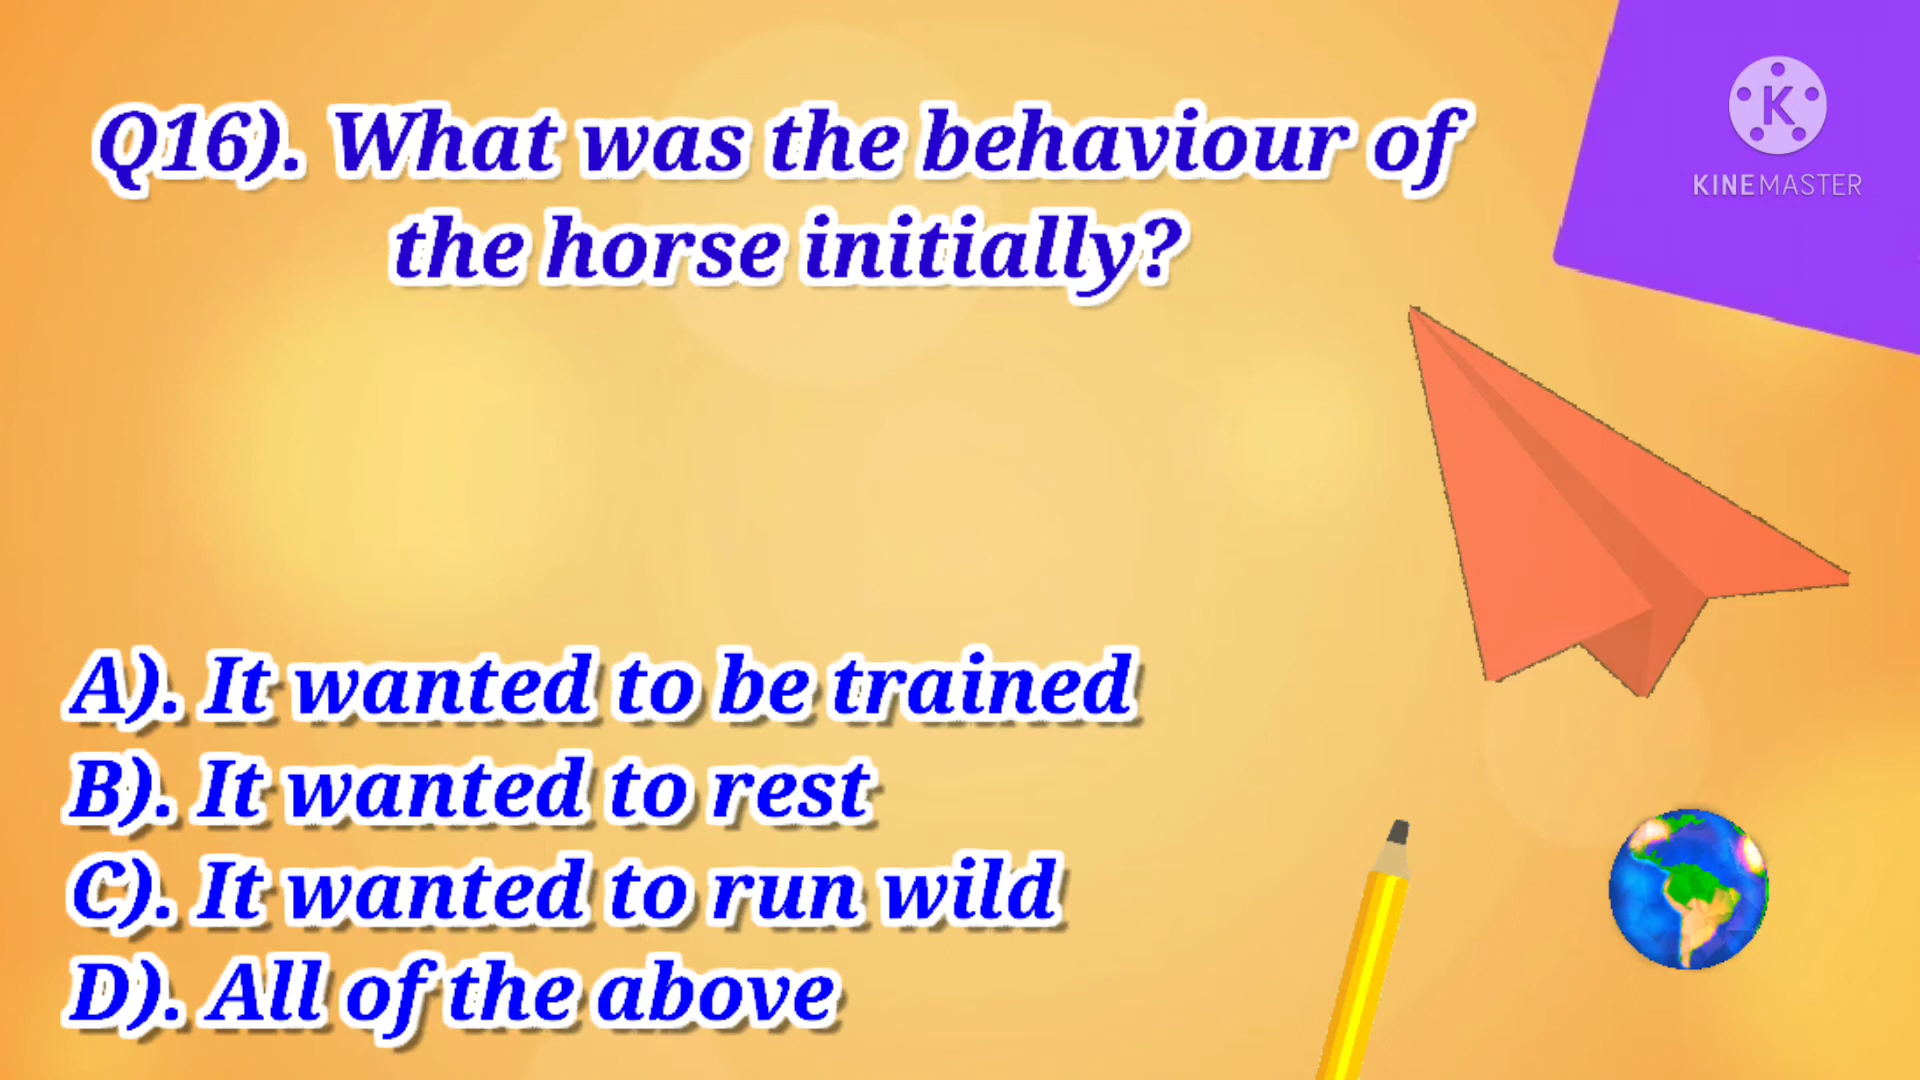 Q16). What was the behaviour of
the horse initially?
K
KINEMASTER
A). It wanted to be trained
B). It wanted to rest
C). It wanted to run wild
D). All of the above